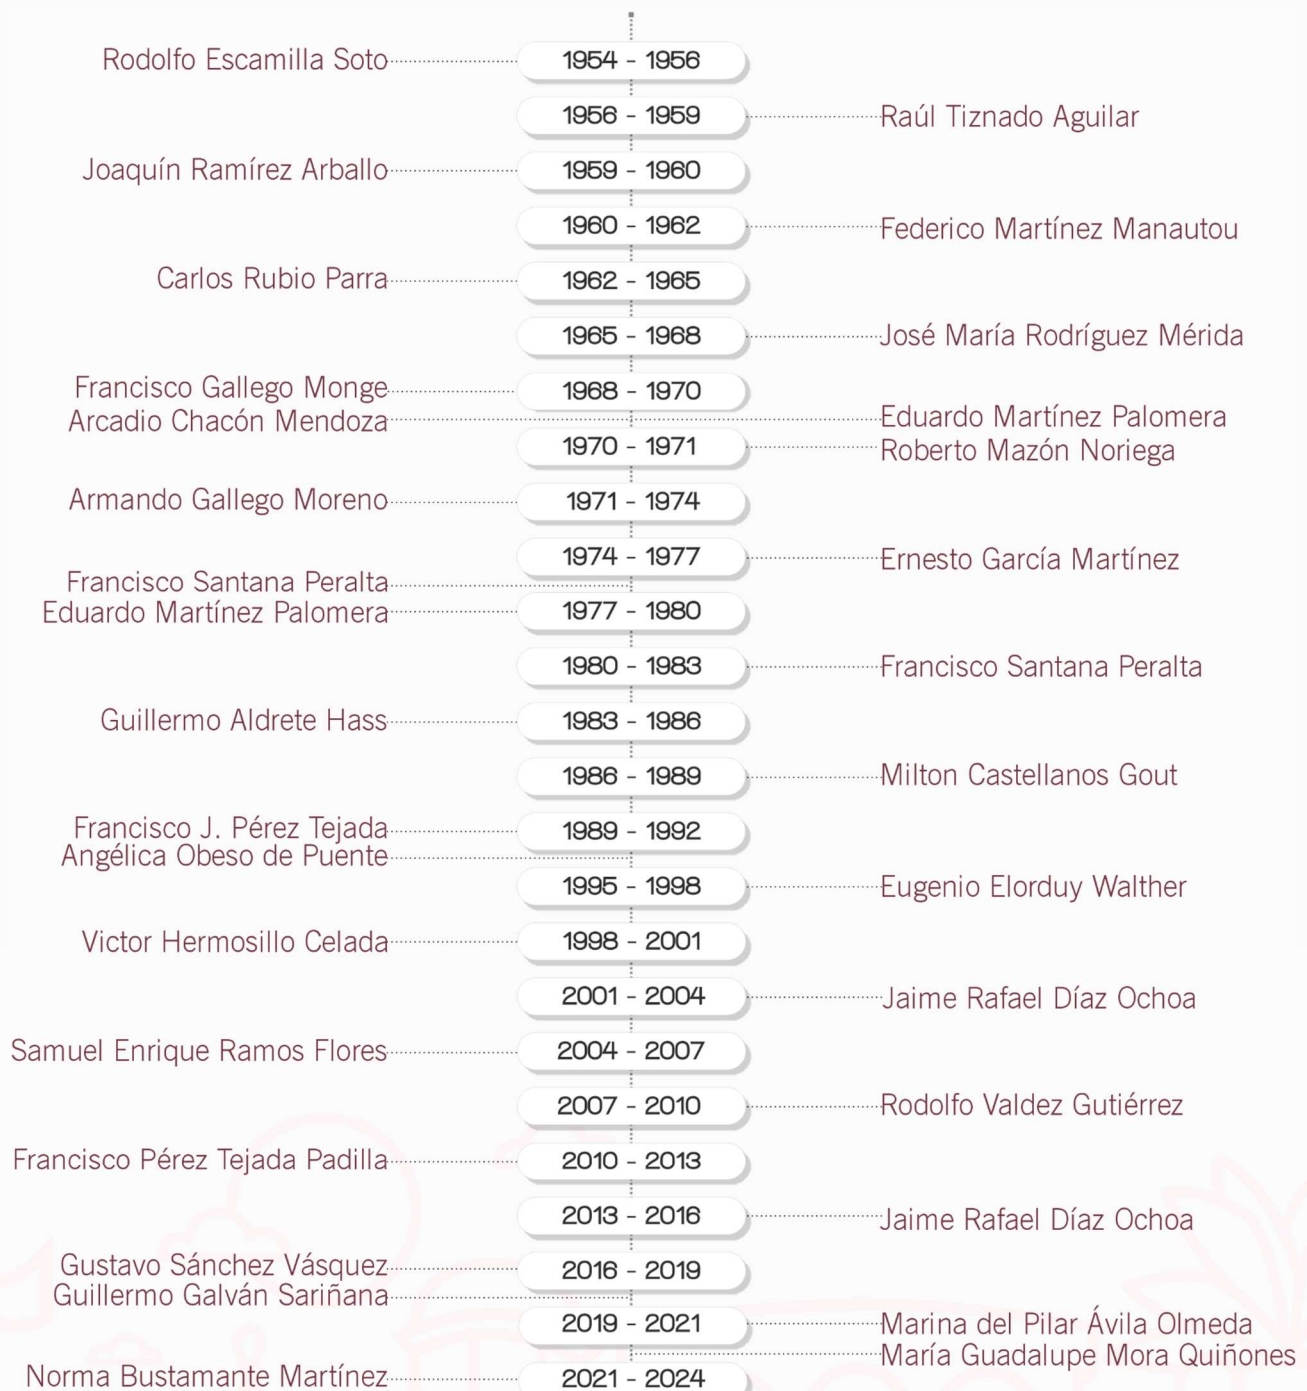 Rodolfo Escamilla Soto 1954 - 1956
1956 - 1959 Raúl Tiznado Aguilar
Joaquín Ramírez Arballo 1959 - 1960
1960 - 1962 Federico Martínez Manautou
Carlos Rubio Parra 1962 - 1965
1965 - 1968 José María Rodríguez Mérida
Francisco Gallego Monge 1968 - 1970
Arcadio Chacón Mendoza Eduardo Martínez Palomera
1970 - 1971 Roberto Mazón Noriega
Armando Gallego Moreno 1971 - 1974
1974 - 1977 Ernesto García Martínez
Francisco Santana Peralta
Eduardo Martínez Palomera 1977 - 1980
1980 - 1983 Francisco Santana Peralta
Guillermo Aldrete Hass 1983 - 1986
1986 - 1989 Milton Castellanos Gout
Francisco J. Pérez Tejada 1989 - 1992
Angélica Obeso de Puente
1995 - 1998 Eugenio Elorduy Walther
Victor Hermosillo Celada 1998 - 2001
2001 - 2004 Jaime Rafael Díaz Ochoa
Samuel Enrique Ramos Flores 2004 - 2007
2007 - 2010 Rodolfo Valdez Gutiérrez
Francisco Pérez Tejada Padilla 2010 - 2013
2013 - 2016 Jaime Rafael Díaz Ochoa
Gustavo Sánchez Vásquez 2016 - 2019
Guillermo Galván Sariñana
2019 - 2021 Marina del Pilar Ávila Olmeda
María Guadalupe Mora Quiñones
Norma Bustamante Martínez 2021 - 2024